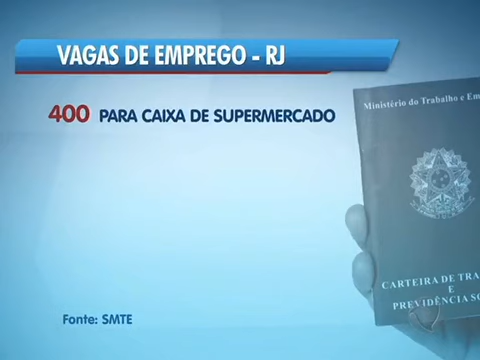 VAGAS DE EMPREGO - RJ
400 PARA CAIXA DE SUPERMERCADO
Ministério do Trabalho e Em
CARTEIRA DE TRA
E
PREVIDÊNCIA SO
Fonte: SMTE